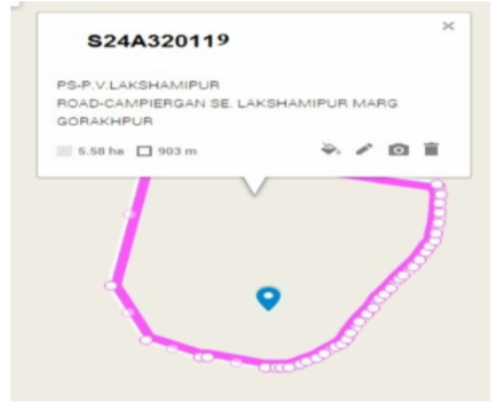 S24A320119
PS-P.V.LAKSHAMIPUR
ROAD-CAMPIERGAN SE. LAKSHAMIPUR MARG
GORAKHPUR
5.58 ha 903 m